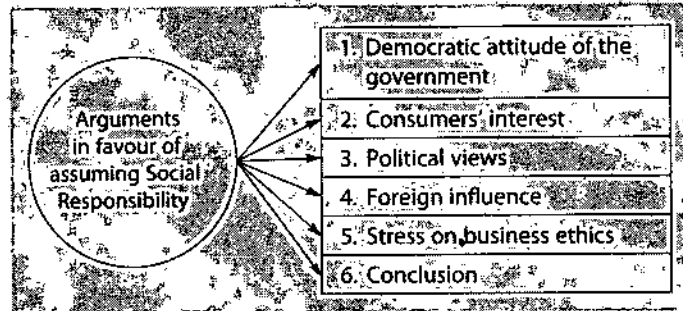 Arguments
in favour of
assuming Social
Responsibility
1. Democratic attitude of the
government
2. Consumers' interest
3. Political views
4. Foreign influence
5. Stress on business ethics
6. Conclusion